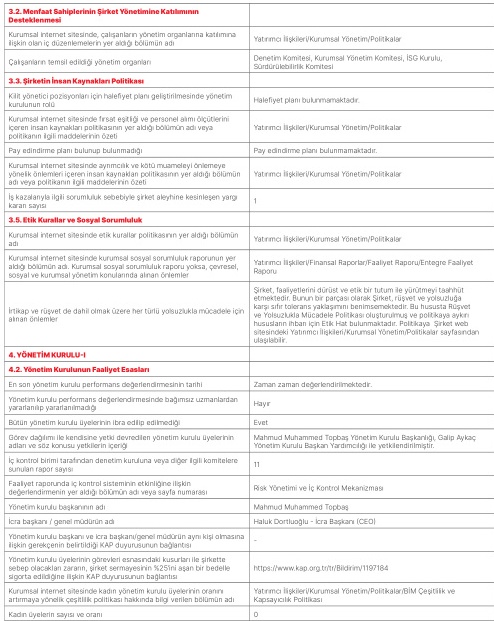 3.2. Menfaat Sahiplerinin Şirket Yönetimine Katılımının
Desteklenmesi
Kurumsal internet sitesinde, çalışanların yönetim organlarına katılımına
ilişkin olan iç düzenlemelerin yer aldığı bölümün adı
Yatırımcı İlişkileri/Kurumsal Yönetim/Politikalar
Çalışanların temsil edildiği yönetim organları
Denetim Komitesi, Kurumsal Yönetim Komitesi, İSG Kurulu,
Sürdürülebilirlik Komitesi
3.3. Şirketin İnsan Kaynakları Politikası
Kilit yönetici pozisyonları için halefiyet planı geliştirilmesinde yönetim
kurulunun rolü
Halefiyet planı bulunmamaktadır.
Kurumsal internet sitesinde fırsat eşitliği ve personel alımı ölçütlerini
içeren insan kaynakları politikasının yer aldığı bölümün adı veya
politikanın ilgili maddelerinin özeti
Yatırımcı İlişkileri/Kurumsal Yönetim/Politikalar
Pay edindirme planı bulunup bulunmadığı
Pay edindirme planı bulunmamaktadır.
Kurumsal internet sitesinde ayrımcılık ve kötü muameleyi önlemeye
yönelik önlemleri içeren insan kaynakları politikasının yer aldığı bölümün
adı veya politikanın ilgili maddelerinin özeti
Yatırımcı İlişkileri/Kurumsal Yönetim/Politikalar
İş kazalarıyla ilgili sorumluluk sebebiyle şirket aleyhine kesinleşen yargı
kararı sayısı
1
3.5. Etik Kurallar ve Sosyal Sorumluluk
Kurumsal internet sitesinde etik kurallar politikasının yer aldığı bölümün
adı
Yatırımcı İlişkileri/Kurumsal Yönetim/Politikalar
Kurumsal internet sitesinde kurumsal sosyal sorumluluk raporunun yer
aldığı bölümün adı. Kurumsal sosyal sorumluluk raporu yoksa, çevresel,
sosyal ve kurumsal yönetim konularında alınan önlemler
Yatırımcı İlişkileri/Finansal Raporlar/Faaliyet Raporu/Entegre Faaliyet
Raporu
İrtikap ve rüşvet de dahil olmak üzere her türlü yolsuzlukla mücadele için
alınan önlemler
Şirket, faaliyetlerini dürüst ve etik bir tutum ile yürütmeyi taahhüt
etmektedir. Bunun bir parçası olarak Şirket, rüşvet ve yolsuzluğa
karşı sıfır tolerans yaklaşımını benimsemektedir. Bu hususta Rüşvet
ve Yolsuzlukla Mücadele Politikası oluşturulmuş ve politikaya aykırı
hususların ihbarı için Etik Hat bulunmaktadır. Politikaya Şirket web
sitesindeki Yatırımcı İlişkileri/Kurumsal Yönetim/Politikalar sayfasından
ulaşılabilir.
4. YÖNETİM KURULU-I
4.2. Yönetim Kurulunun Faaliyet Esasları
En son yönetim kurulu performans değerlendirmesinin tarihi
Zaman zaman değerlendirilmektedir.
Yönetim kurulu performans değerlendirmesinde bağımsız uzmanlardan
yararlanılıp yararlanılmadığı
Hayır
Bütün yönetim kurulu üyelerinin ibra edilip edilmediği
Evet
Görev dağılımı ile kendisine yetki devredilen yönetim kurulu üyelerinin
adları ve söz konusu yetkilerin içeriği
Mahmud Muhammed Topbaş Yönetim Kurulu Başkanlığı, Galip Aykaç
Yönetim Kurulu Başkan Yardımcılığı ile yetkilendirilmiştir.
İç kontrol birimi tarafından denetim kuruluna veya diğer ilgili komitelere
sunulan rapor sayısı
11
Faaliyet raporunda iç kontrol sisteminin etkinliğine ilişkin
değerlendirmenin yer aldığı bölümün adı veya sayfa numarası
Risk Yönetimi ve İç Kontrol Mekanizması
Yönetim kurulu başkanının adı
Mahmud Muhammed Topbaş
İcra başkanı / genel müdürün adı
Haluk Dortluoğlu - İcra Başkanı (CEO)
Yönetim kurulu başkanı ve icra başkanı/genel müdürün aynı kişi olmasına
ilişkin gerekçenin belirtildiği KAP duyurusunun bağlantısı
-
Yönetim kurulu üyelerinin görevleri esnasındaki kusurları ile şirkette
sebep olacakları zararın, şirket sermayesinin %25'ini aşan bir bedelle
sigorta edildiğine ilişkin KAP duyurusunun bağlantısı
https://www.kap.org.tr/tr/Bildirim/1197184
Kurumsal internet sitesinde kadın yönetim kurulu üyelerinin oranını
artırmaya yönelik çeşitlilik politikası hakkında bilgi verilen bölümün adı
Yatırımcı İlişkileri/Kurumsal Yönetim/Politikalar/BİM Çeşitlilik ve
Kapsayıcılık Politikası
Kadın üyelerin sayısı ve oranı
0